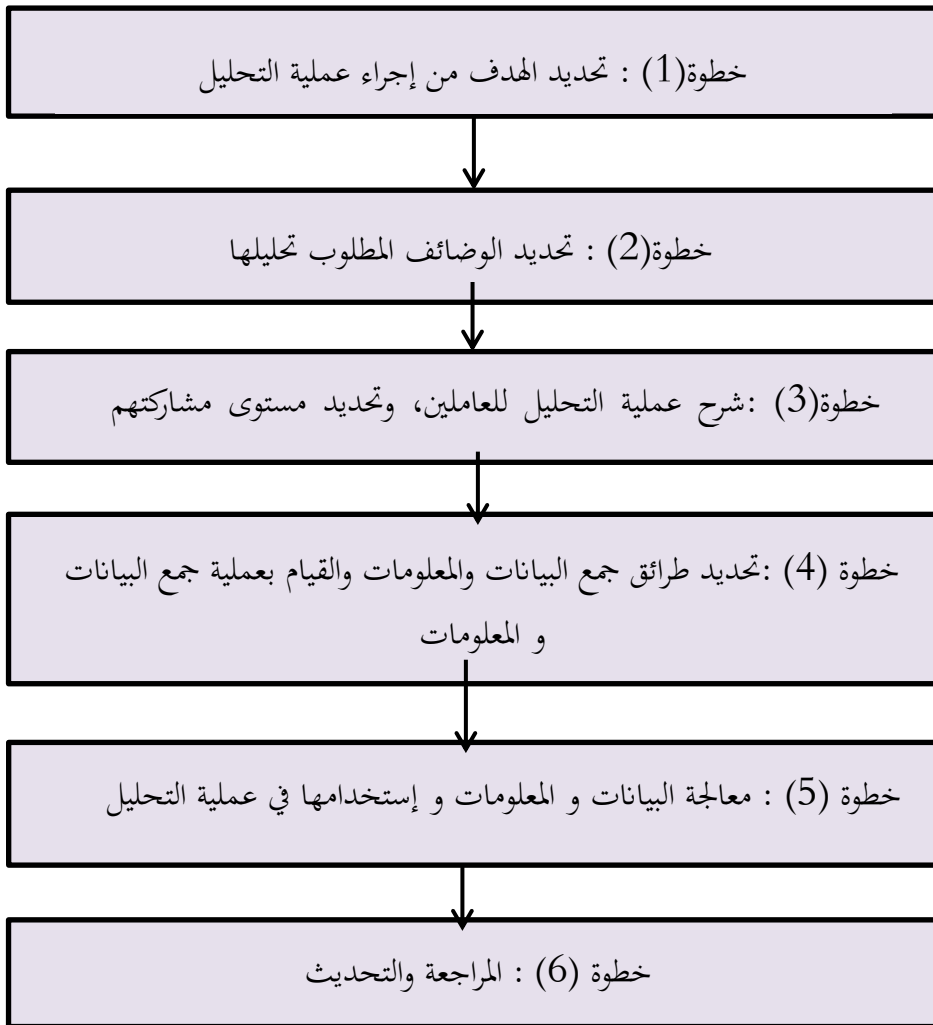 خطوة(1) : تحديد الهدف من إجراء عملية التحليل
خطوة(2) : تحديد الوضائف المطلوب تحليلها
خطوة(3) :شرح عملية التحليل للعاملين، وتحديد مستوى مشاركتهم
خطوة (4) :تحديد طرائق جمع البيانات والمعلومات والقيام بعملية جمع البيانات
و المعلومات
خطوة (5) : معالجة البيانات و المعلومات و إستخدامها في عملية التحليل
خطوة (6) : المراجعة والتحديث